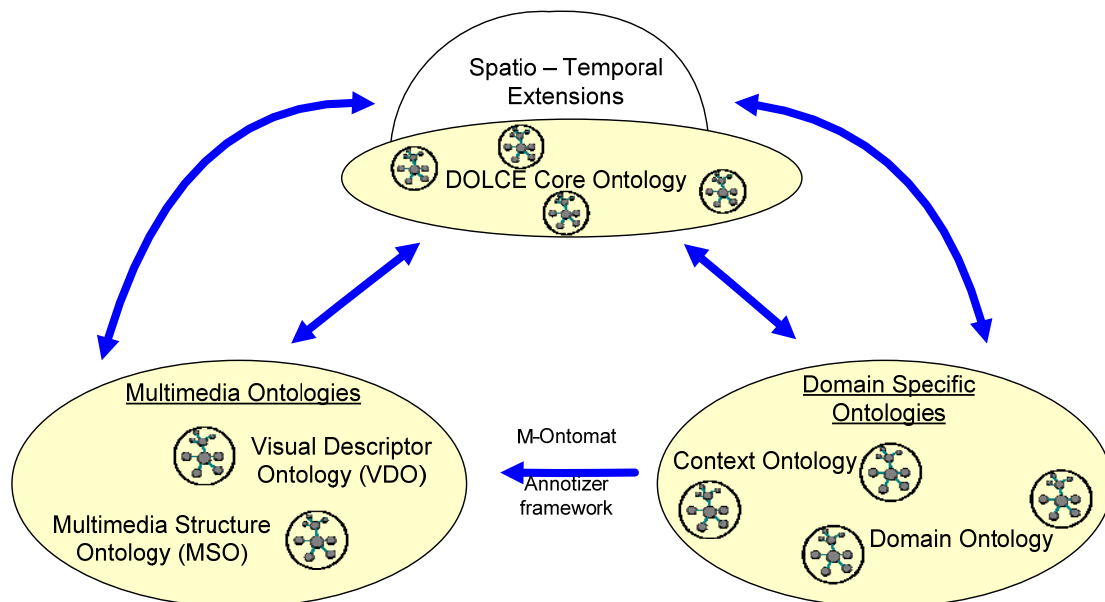 Spatio – Temporal
Extensions
DOLCE Core Ontology
Multimedia Ontologies
Visual Descriptor
Ontology (VDO)
Multimedia Structure
Ontology (MSO)
M-Ontomat
Annotizer
framework
Domain Specific
Ontologies
Context Ontology
Domain Ontology